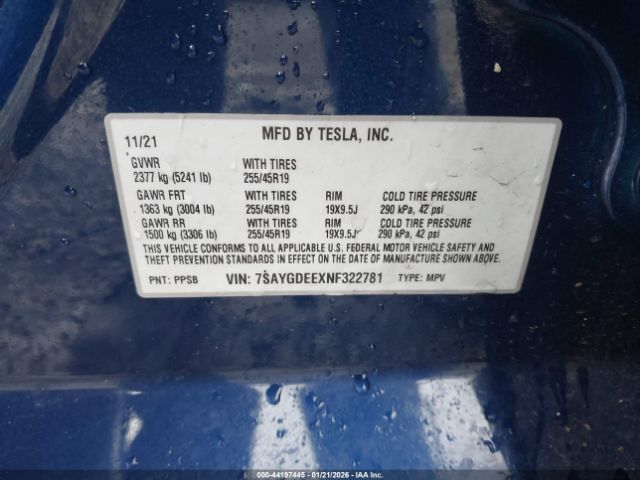 MFD BY TESLA, INC.
11/21
GVWR WITH TIRES
2377 kg (5241 lb) 255/45R19
GAWR FRT WITH TIRES RIM COLD TIRE PRESSURE
1363 kg (3004 lb) 255/45R19 19X9.5J 290 kPa, 42 psi
GAWR RR WITH TIRES RIM COLD TIRE PRESSURE
1500 kg (3306 lb) 255/45R19 19X9.5J 290 kPa, 42 psi
THIS VEHICLE CONFORMS TO ALL APPLICABLE U.S. FEDERAL MOTOR VEHICLE SAFETY AND
THEFT PREVENTION STANDARDS IN EFFECT ON THE DATE OF MANUFACTURE SHOWN ABOVE.
PNT: PPSB VIN: 7SAYGDEEXNF322781 TYPE: MPV
000-44197445 - 01/21/2026 - IAA, Inc.